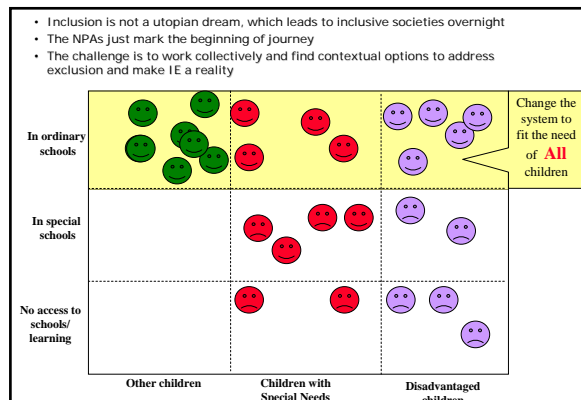 • Inclusion is not a utopian dream, which leads to inclusive societies overnight
• The NPAs just mark the beginning of journey
• The challenge is to work collectively and find contextual options to address
exclusion and make IE a reality
In ordinary
schools
Change the
system to
fit the need
of All
children
In special
schools
No access to
schools/
learning
Other children
Children with
Special Needs
Disadvantaged
children